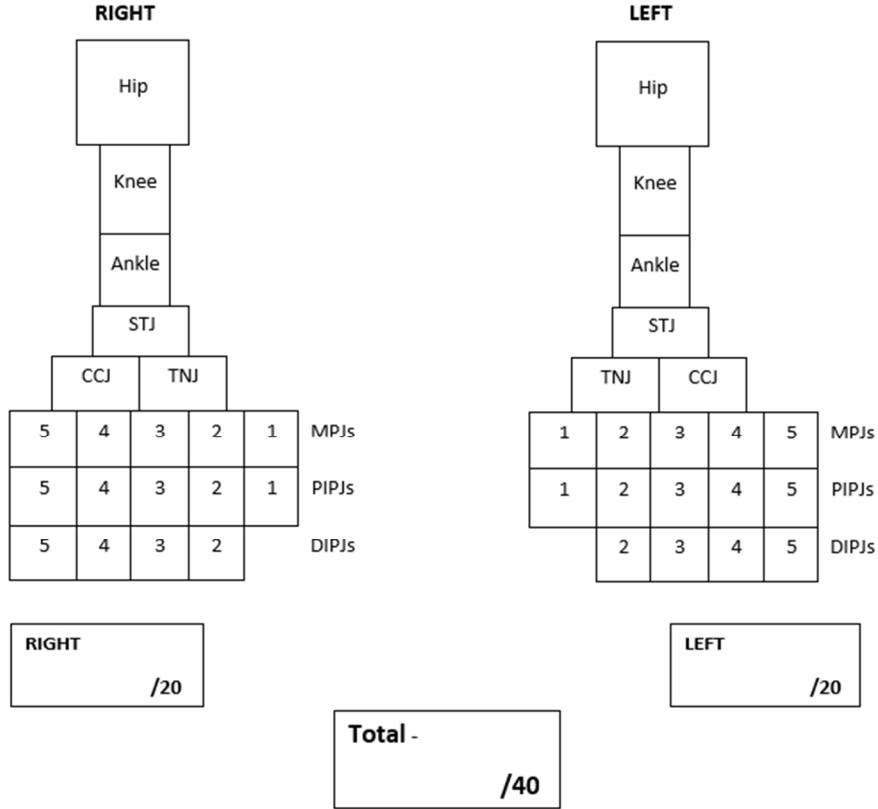 RIGHT LEFT
Hip Hip
Knee Knee
Ankle Ankle
STJ STJ
CCJ TNJ TNJ CCJ
5 4 3 2 1 MPJs 1 2 3 4 5 MPJs
5 4 3 2 1 PIPJs 1 2 3 4 5 PIPJs
5 4 3 2 DIPJs 2 3 4 5 DIPJs
RIGHT LEFT
/20 /20
Total -
/40